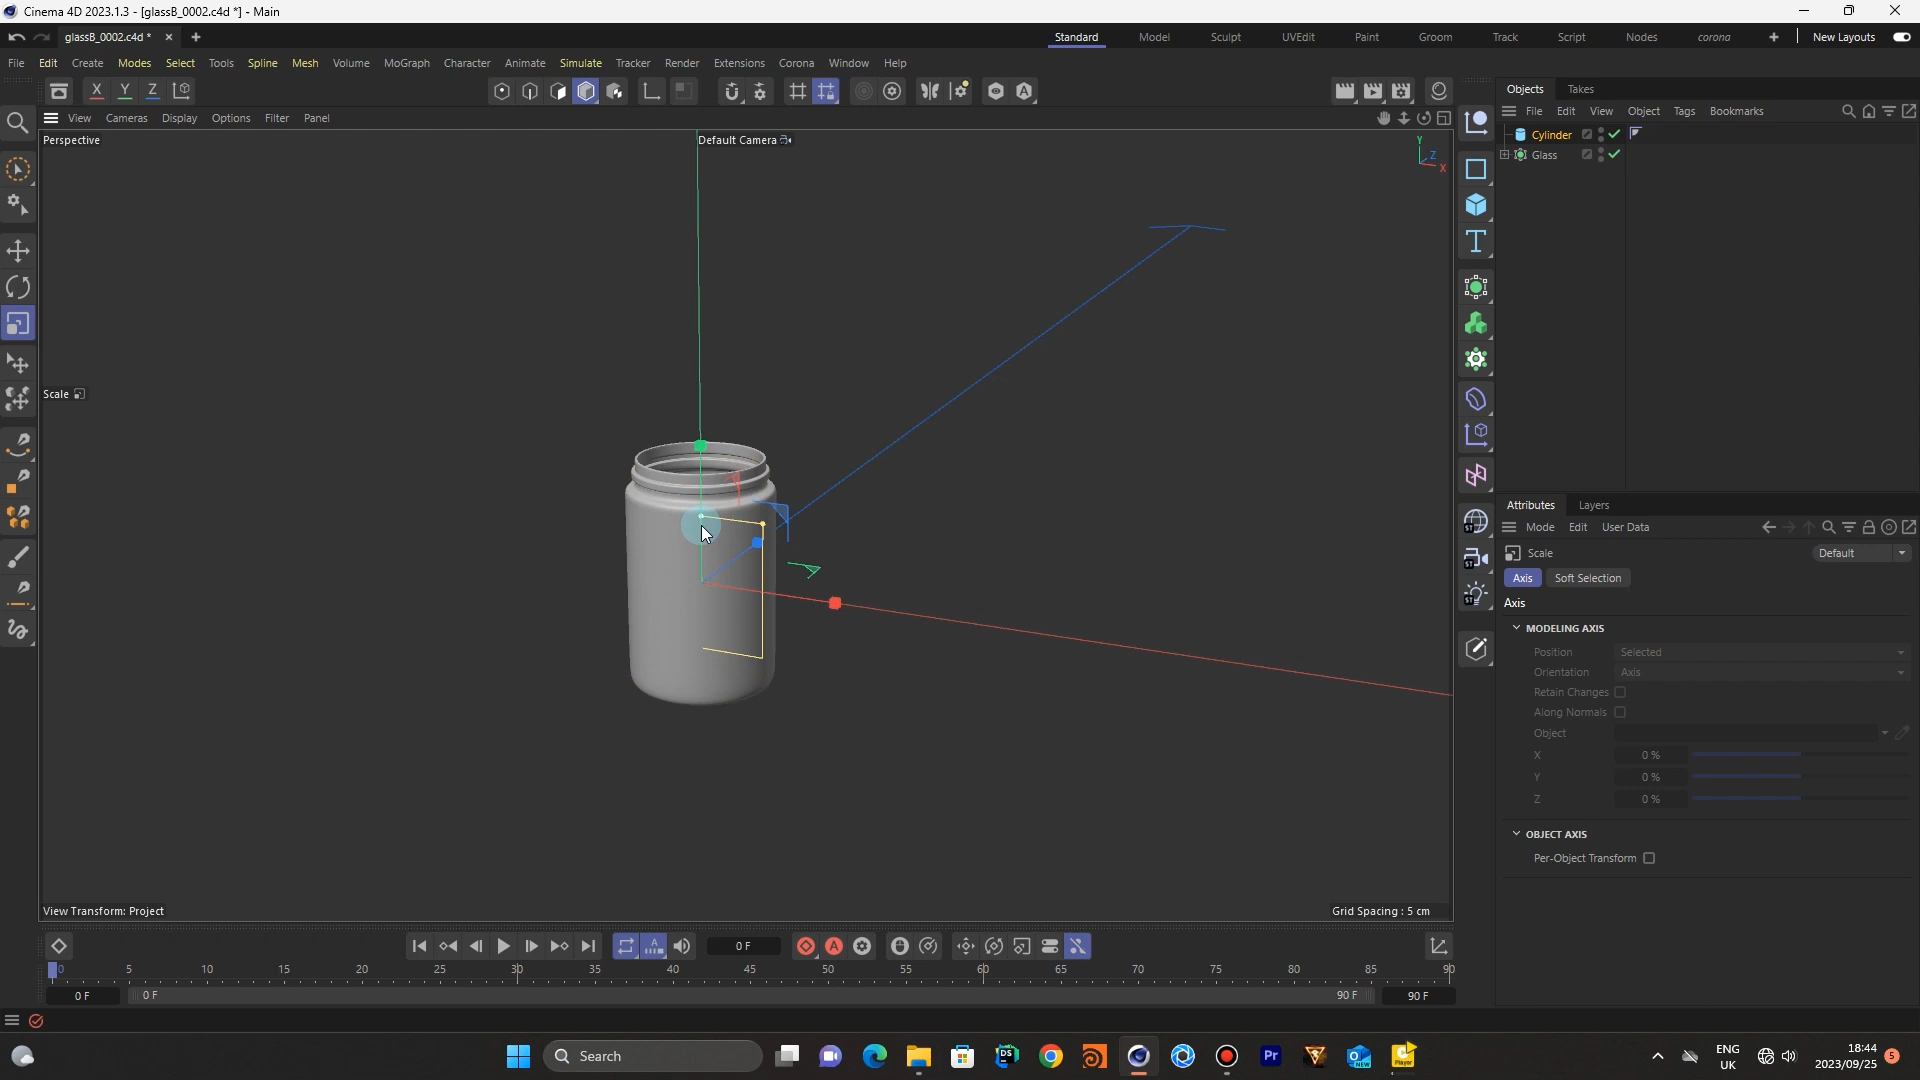 Cinema 4D 2023.1.3 - [glassB_0002.c4d *] - Main
glassB_0002.c4d *
Standard Model Sculpt UVEdit Paint Groom Track Script Nodes corona New Layouts
File Edit Create Modes Select Tools Spline Mesh Volume MoGraph Character Animate Simulate Tracker Render Extensions Corona Window Help
X Y Z
Objects Takes
File Edit View Object Tags Bookmarks
View Cameras Display Options Filter Panel
Perspective Default Camera
Y
Z
X
Cylinder
Glass
Scale
Attributes Layers
Mode Edit User Data
Scale Default
Axis Soft Selection
Axis
MODELING AXIS
Position Selected
Orientation Axis
Retain Changes
Along Normals
Object
X 0 %
Y 0 %
Z 0 %
OBJECT AXIS
Per-Object Transform
View Transform: Project Grid Spacing : 5 cm
0 F
0 5 10 15 20 25 30 35 40 45 50 55 60 65 70 75 80 85 90
0 F 0 F 90 F 90 F
Search
ENG
UK
18:44
2023/09/25
5